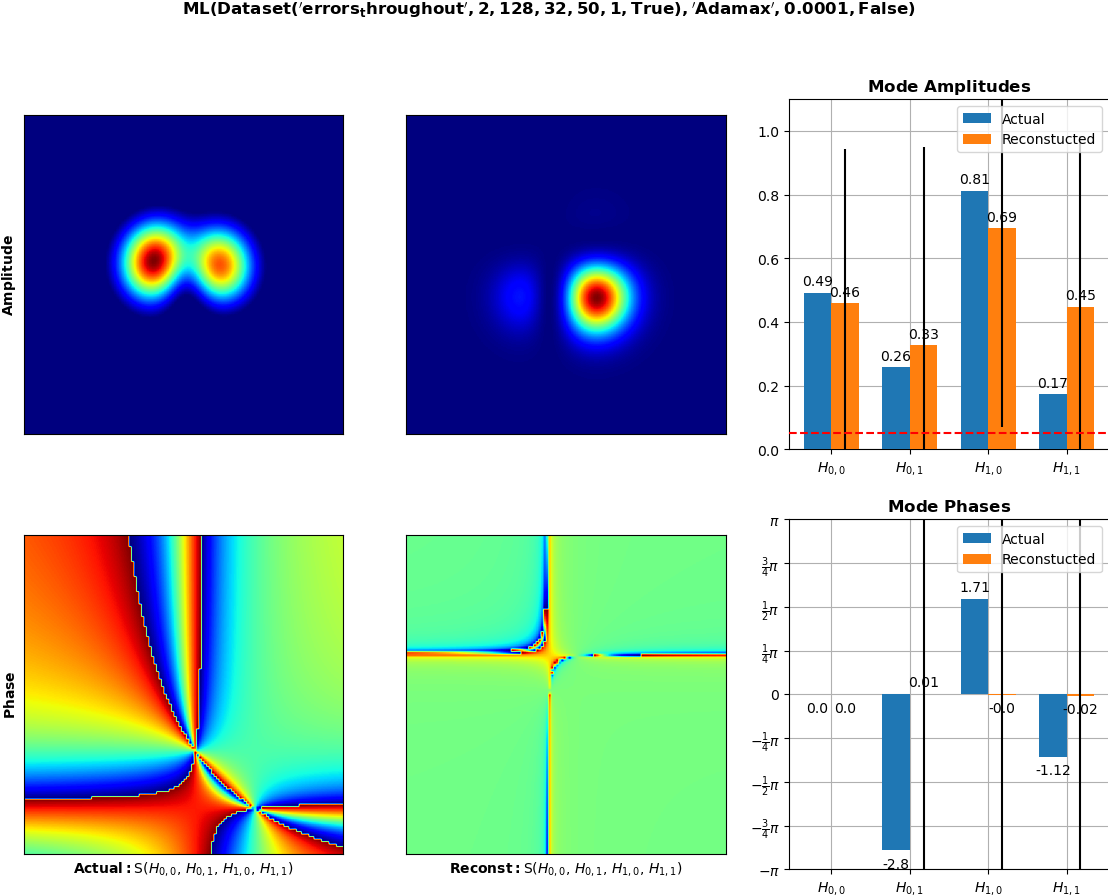 ML(Dataset('errors_throughout', 2, 128, 32, 50, 1, True), 'Adamax', 0.0001, False)
Amplitude
Mode Amplitudes
Actual
Reconstucted
1.0
0.8
0.6
0.4
0.2
0.0
0.49
0.46
0.26
0.33
0.81
0.69
0.17
0.45
H0,0
H0,1
H1,0
H1,1
Phase
Actual: S(H0,0, H0,1, H1,0, H1,1)
Reconst: S(H0,0, H0,1, H1,0, H1,1)
Mode Phases
Actual
Reconstucted
π
3/4π
1/2π
1/4π
0
−1/4π
−1/2π
−3/4π
−π
0.0
0.0
-2.8
0.01
1.71
-0.0
-1.12
-0.02
H0,0
H0,1
H1,0
H1,1